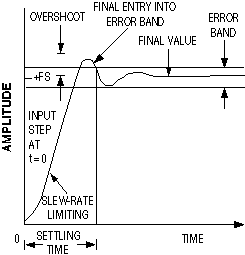 FINAL ENTRY INTO
ERROR BAND
OVERSHOOT
FINAL VALUE
ERROR
BAND
+FS
AMPLITUDE
INPUT
STEP
AT
t = 0
SLEW-RATE
LIMITING
0
SETTLING
TIME
TIME